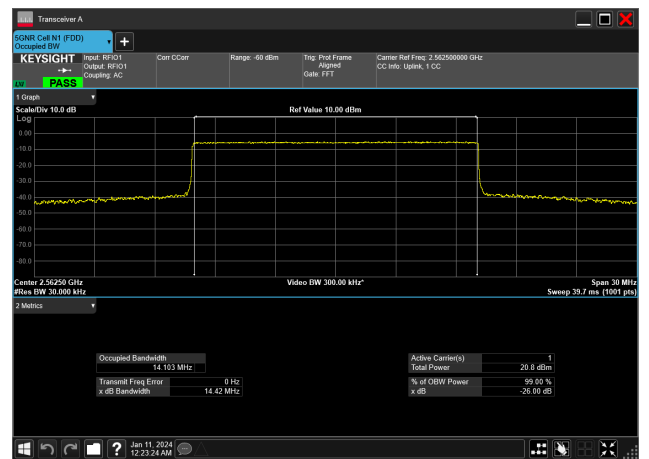 Transceiver A
5GNR Cell N1 (FDD)
Occupied BW
KEYSIGHT
LXI
PASS
Input: RFIO1
Output: RFIO1
Coupling: AC
Corr CCorr
Range: -60 dBm
Trig: Prot Frame
Aligned
Gate: FFT
Carrier Ref Freq: 2.562500000 GHz
CC Info: Uplink, 1 CC
1 Graph
Scale/Div 10.0 dB
Ref Value 10.00 dBm
Log
0.00
-10.0
-20.0
-30.0
-40.0
-50.0
-60.0
-70.0
-80.0
Center 2.56250 GHz
Video BW 300.00 kHz*
Span 30 MHz
#Res BW 30.000 kHz
Sweep 39.7 ms (1001 pts)
2 Metrics
Occupied Bandwidth
14.103 MHz
Active Carrier(s) 1
Total Power 20.8 dBm
Transmit Freq Error 0 Hz
x dB Bandwidth 14.42 MHz
% of OBW Power 99.00 %
x dB -26.00 dB
?
Jan 11, 2024
12:23:24 AM